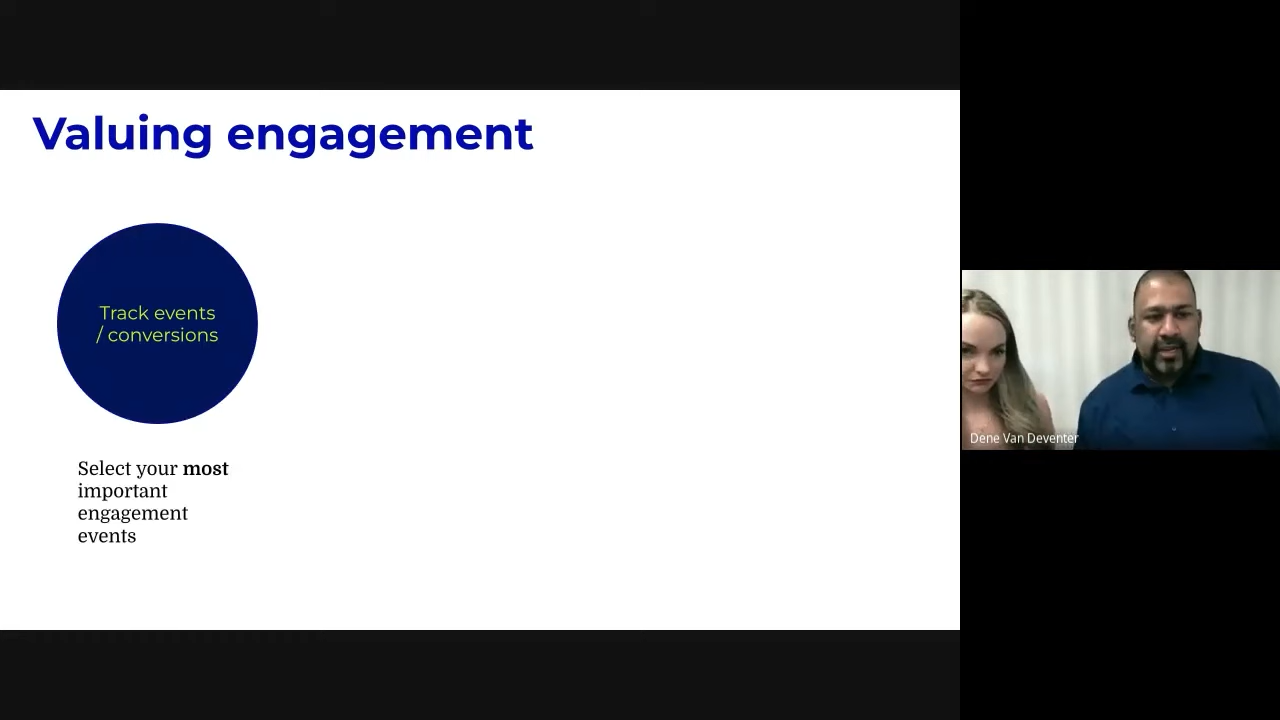 Valuing engagement
Track events
/ conversions
Select your most
important
engagement
events
Dene Van Deventer